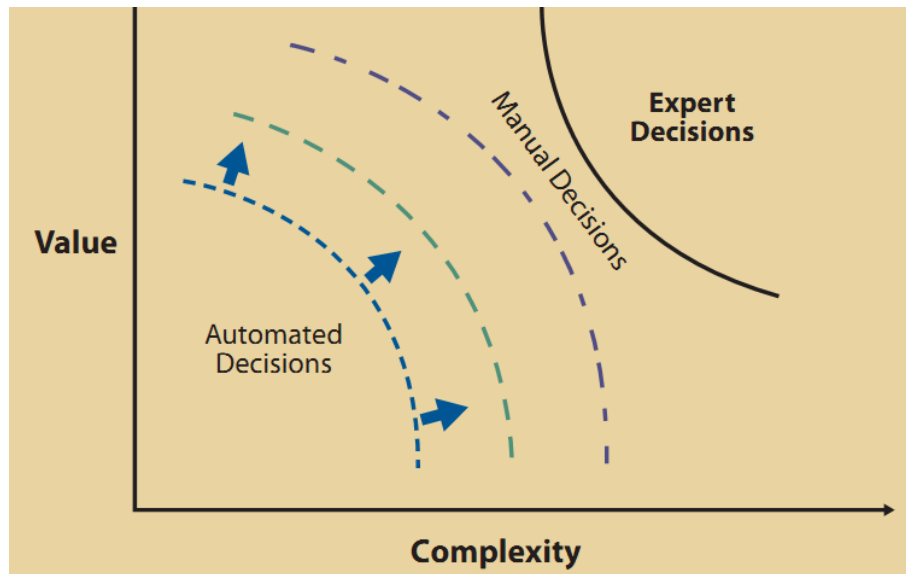 Expert
Decisions
Manual Decisions
Value
Automated
Decisions
Complexity